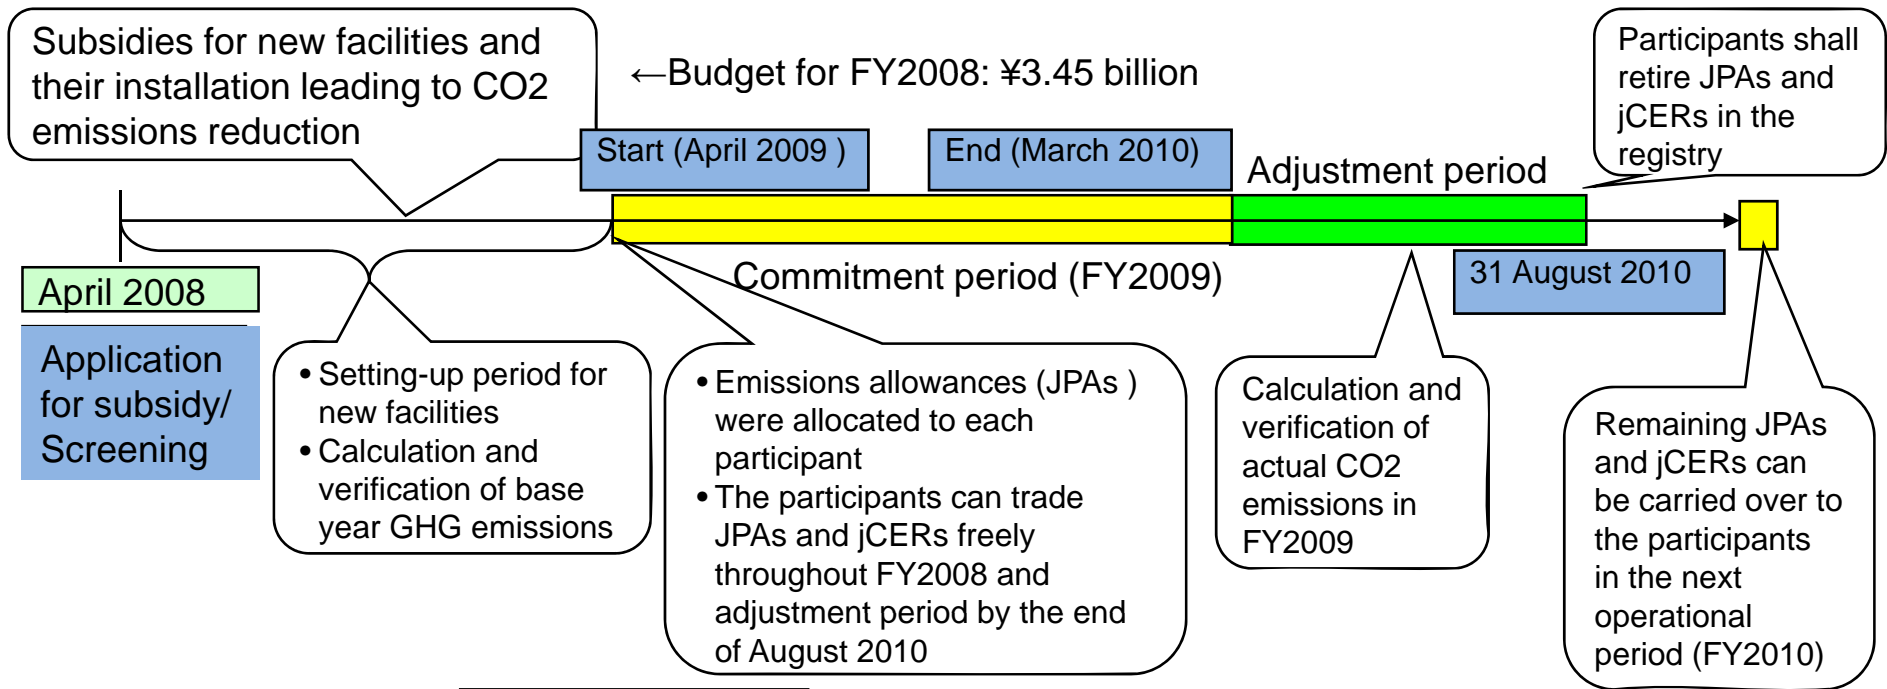 Subsidies for new facilities and
their installation leading to CO2
emissions reduction
←Budget for FY2008: ¥3.45 billion
Participants shall
retire JPAs and
jCERs in the
registry
Start (April 2009 )
End (March 2010)
Adjustment period
April 2008
Commitment period (FY2009)
31 August 2010
Application
for subsidy/
Screening
• Setting-up period for
new facilities
• Calculation and
verification of base
year GHG emissions
• Emissions allowances (JPAs )
were allocated to each
participant
• The participants can trade
JPAs and jCERs freely
throughout FY2008 and
adjustment period by the end
of August 2010
Calculation and
verification of
actual CO2
emissions in
FY2009
Remaining JPAs
and jCERs can
be carried over to
the participants
in the next
operational
period (FY2010)